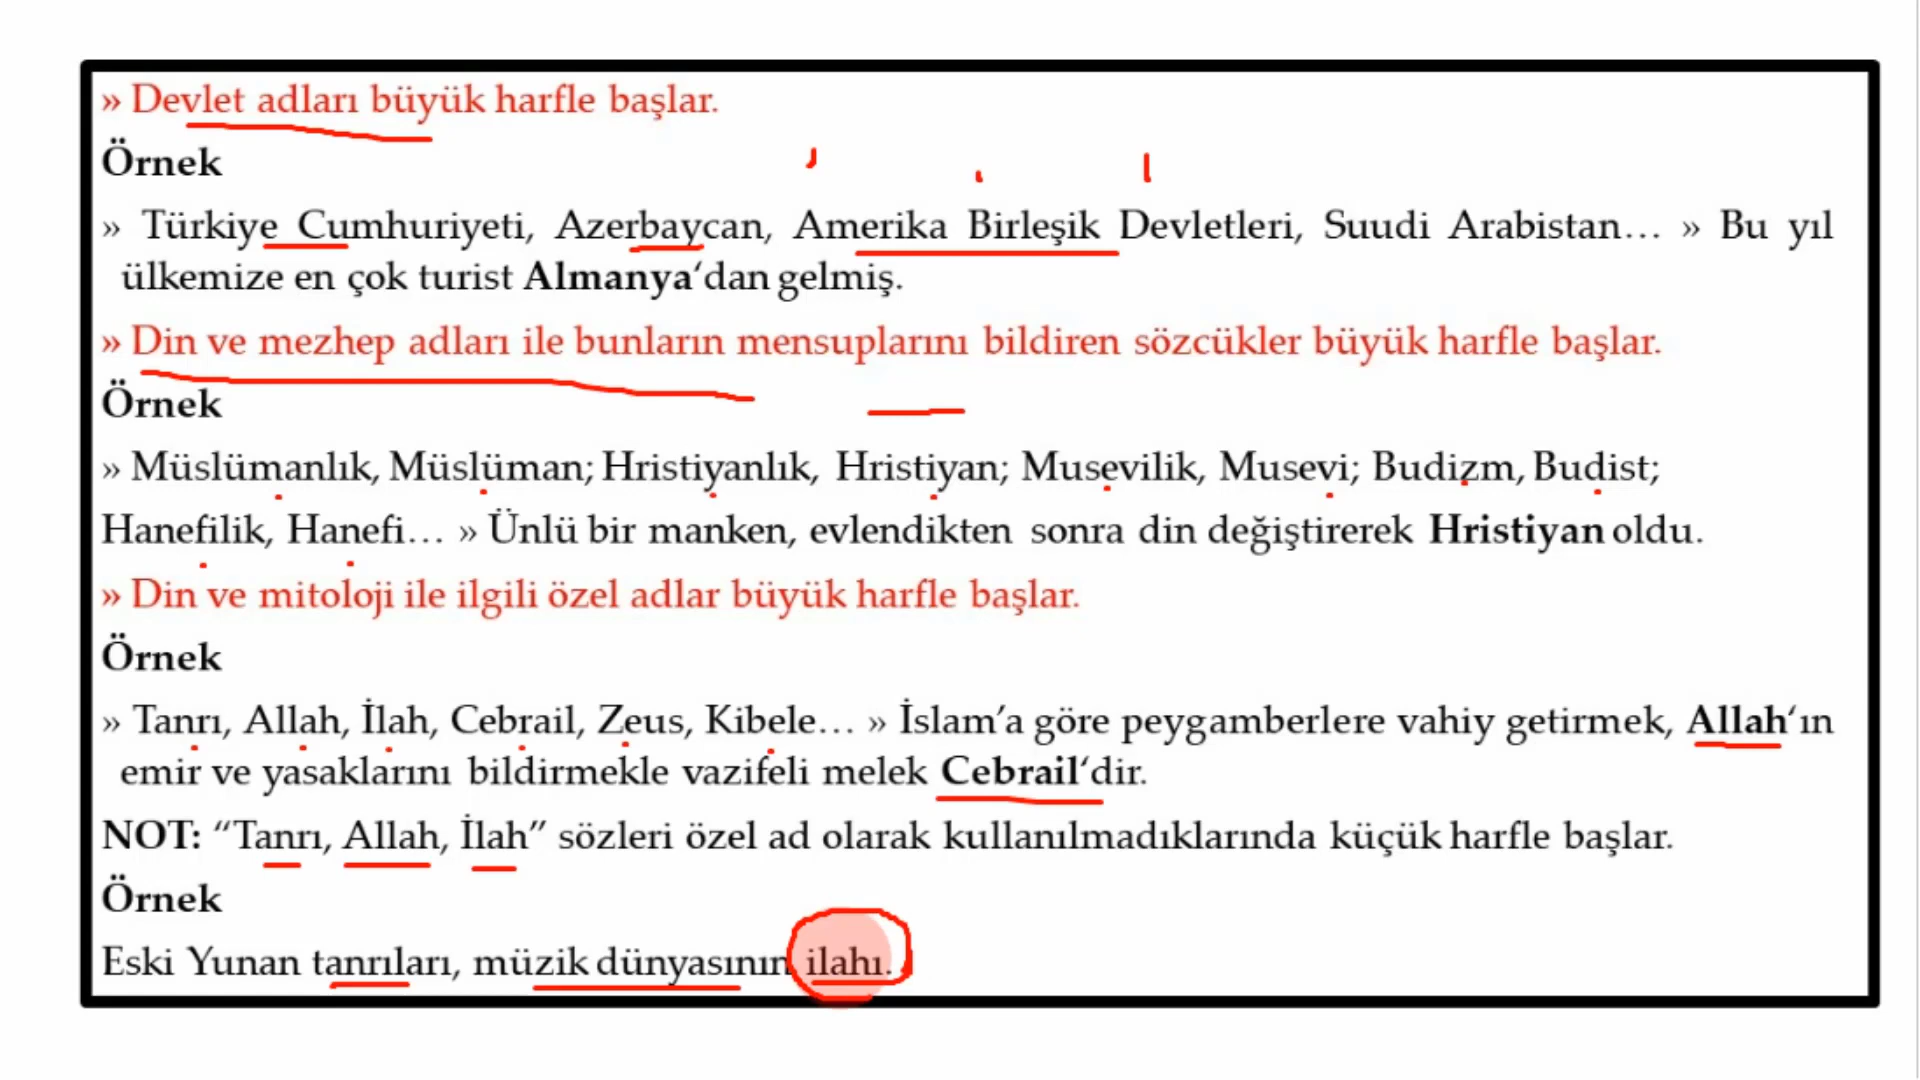 » Devlet adları büyük harfle başlar.
Örnek
» Türkiye Cumhuriyeti, Azerbaycan, Amerika Birleşik Devletleri, Suudi Arabistan… » Bu yıl
ülkemize en çok turist Almanya‘dan gelmiş.
» Din ve mezhep adları ile bunların mensuplarını bildiren sözcükler büyük harfle başlar.
Örnek
» Müslümanlık, Müslüman; Hristiyanlık, Hristiyan; Musevilik, Musevi; Budizm, Budist;
Hanefilik, Hanefi… » Ünlü bir manken, evlendikten sonra din değiştirerek Hristiyan oldu.
» Din ve mitoloji ile ilgili özel adlar büyük harfle başlar.
Örnek
» Tanrı, Allah, İlah, Cebrail, Zeus, Kibele… » İslam’a göre peygamberlere vahiy getirmek, Allah‘ın
emir ve yasaklarını bildirmekle vazifeli melek Cebrail‘dir.
NOT: “Tanrı, Allah, İlah” sözleri özel ad olarak kullanılmadıklarında küçük harfle başlar.
Örnek
Eski Yunan tanrıları, müzik dünyasının ilahı.